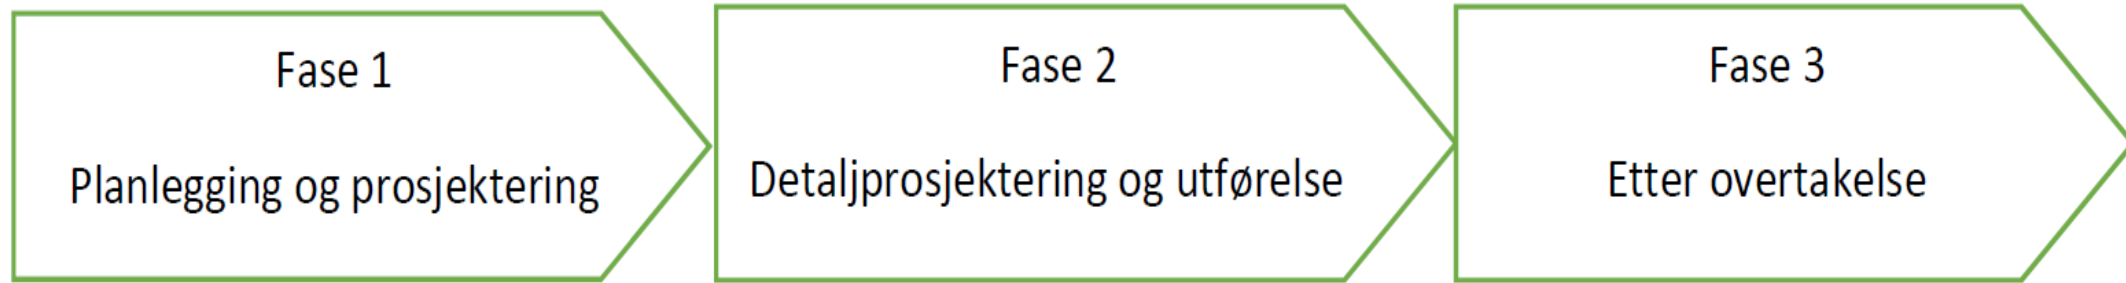 Fase 1
Planlegging og prosjektering
Fase 2
Detaljprosjektering og utførelse
Fase 3
Etter overtakelse